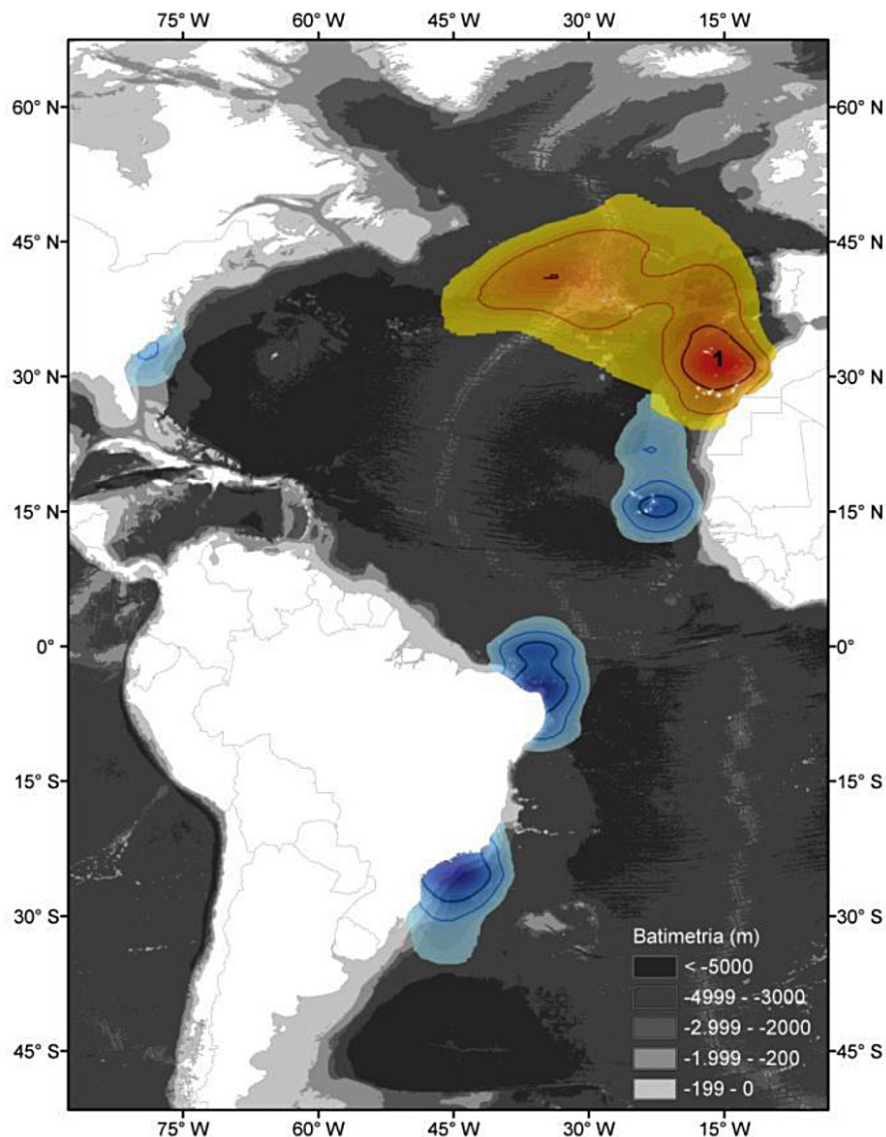 75° W 60° W 45° W 30° W 15° W
60° N 60° N
45° N 45° N
1
30° N 30° N
15° N 15° N
0° 0°
15° S 15° S
30° S 30° S
Batimetria (m)
< -5000
-4999 - -3000
-2.999 - -2000
-1.999 - -200
-199 - 0
45° S 45° S
75° W 60° W 45° W 30° W 15° W